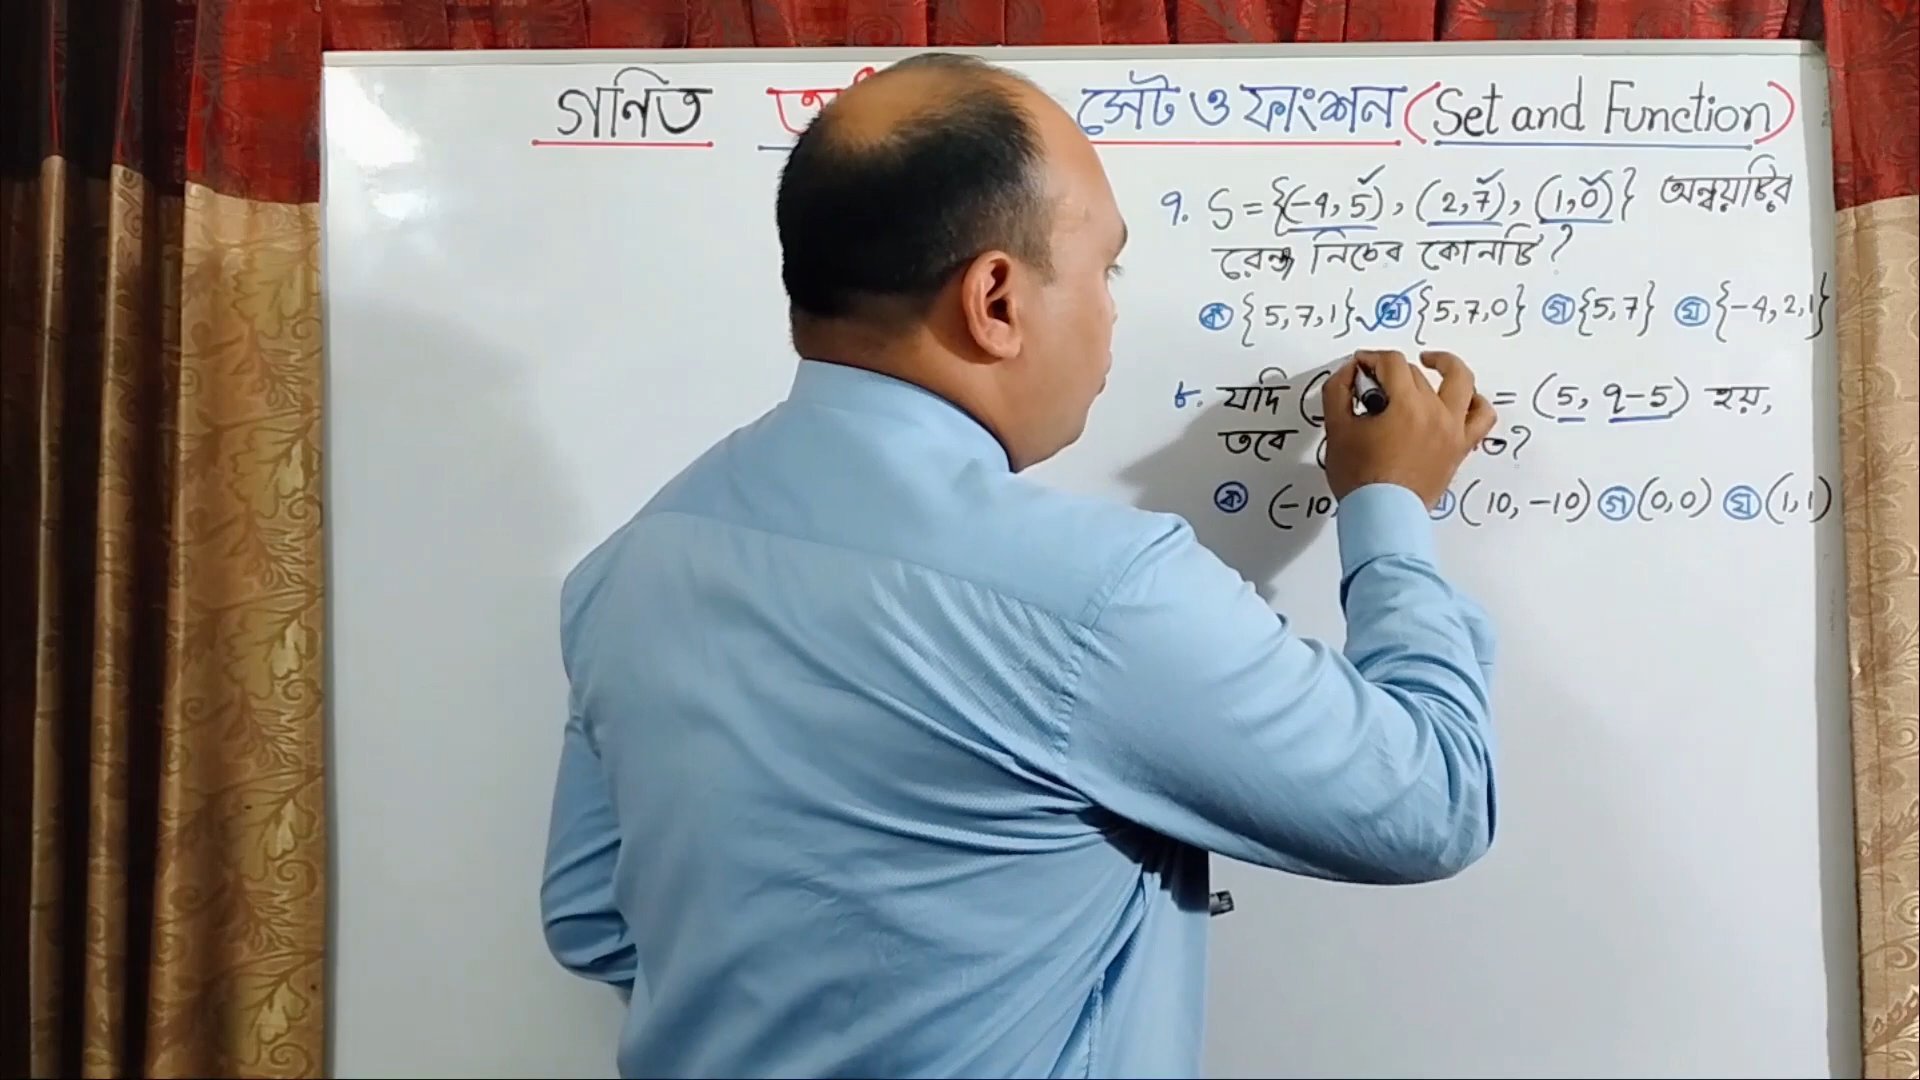 গণিত সেট ও ফাংশন (Set and Function)
৭. S = {(-4, 5), (2, 7), (1, 0)} অন্বয়টির
রেঞ্জ নিচের কোনটি?
ক {5, 7, 1} খ {5, 7, 0} গ {5, 7} ঘ {-4, 2, 1}
৮. যদি ( = (5, q-5) হয়,
তবে ( ?
ক (-10, (10, -10) গ (0, 0) ঘ (1, 1)